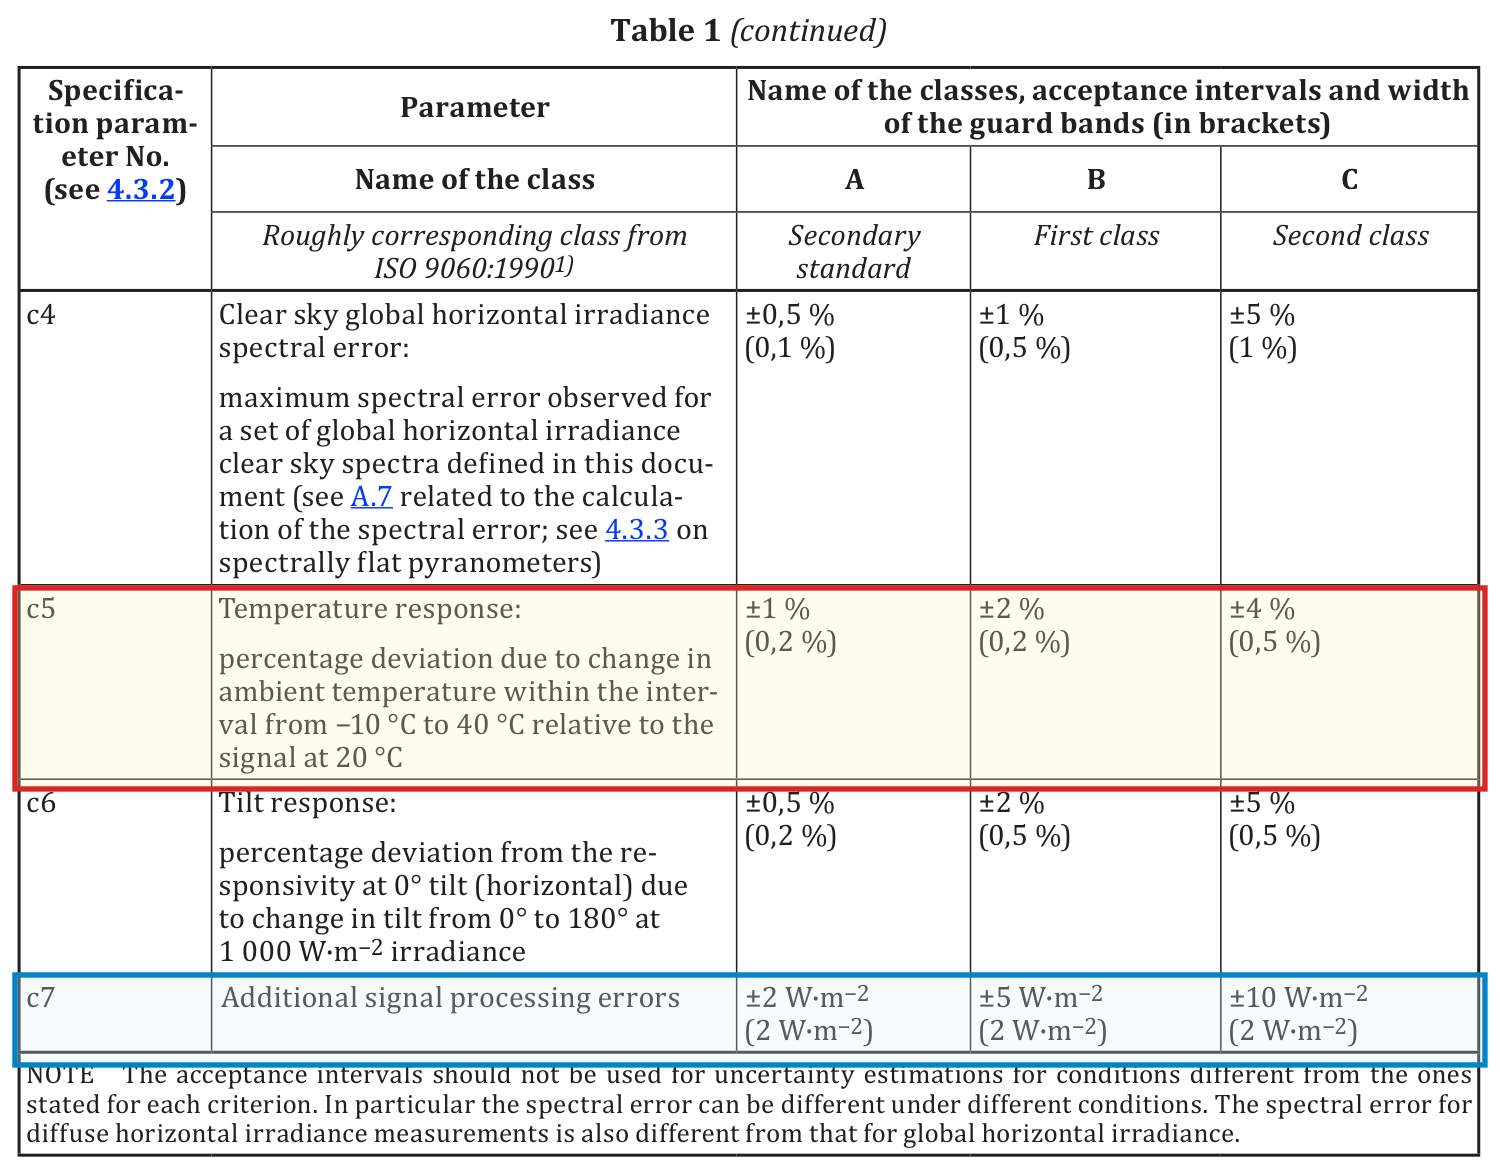 Table 1 (continued)
Specifica-
tion param-
eter No.
(see 4.3.2)
Parameter
Name of the classes, acceptance intervals and width
of the guard bands (in brackets)
Name of the class
A
B
C
Roughly corresponding class from
ISO 9060:1990¹⁾
Secondary
standard
First class
Second class
c4
Clear sky global horizontal irradiance
spectral error:
maximum spectral error observed for
a set of global horizontal irradiance
clear sky spectra defined in this docu-
ment (see A.7 related to the calcula-
tion of the spectral error; see 4.3.3 on
spectrally flat pyranometers)
±0,5 %
(0,1 %)
±1 %
(0,5 %)
±5 %
(1 %)
c5
Temperature response:
percentage deviation due to change in
ambient temperature within the inter-
val from −10 °C to 40 °C relative to the
signal at 20 °C
±1 %
(0,2 %)
±2 %
(0,2 %)
±4 %
(0,5 %)
c6
Tilt response:
percentage deviation from the re-
sponsivity at 0° tilt (horizontal) due
to change in tilt from 0° to 180° at
1 000 W·m⁻² irradiance
±0,5 %
(0,2 %)
±2 %
(0,5 %)
±5 %
(0,5 %)
c7
Additional signal processing errors
±2 W·m⁻²
(2 W·m⁻²)
±5 W·m⁻²
(2 W·m⁻²)
±10 W·m⁻²
(2 W·m⁻²)
NOTE The acceptance intervals should not be used for uncertainty estimations for conditions different from the ones
stated for each criterion. In particular the spectral error can be different under different conditions. The spectral error for
diffuse horizontal irradiance measurements is also different from that for global horizontal irradiance.